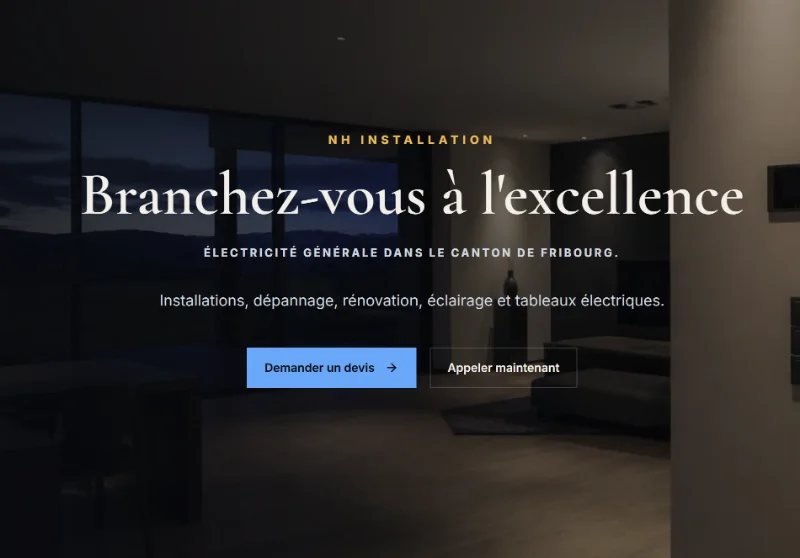 NH INSTALLATION
Branchez-vous à l'excellence
ÉLECTRICITÉ GÉNÉRALE DANS LE CANTON DE FRIBOURG.
Installations, dépannage, rénovation, éclairage et tableaux électriques.
Demander un devis →
Appeler maintenant